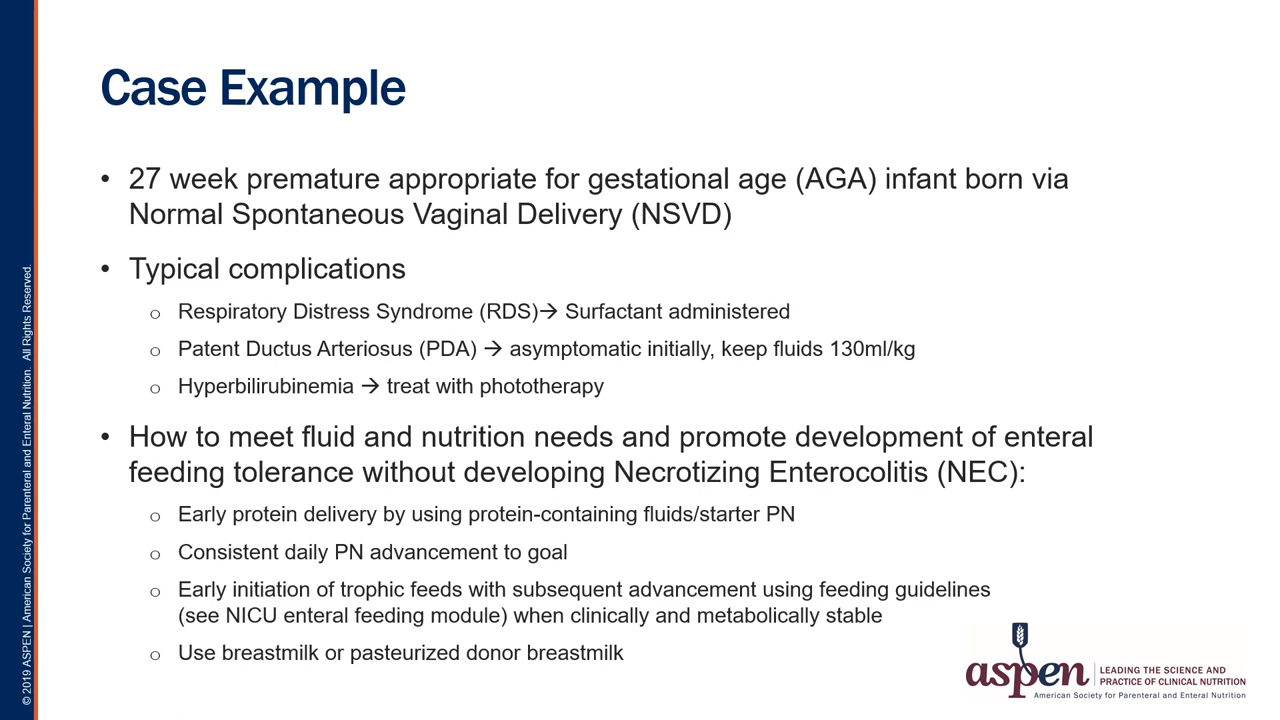 Case Example
• 27 week premature appropriate for gestational age (AGA) infant born via
Normal Spontaneous Vaginal Delivery (NSVD)
• Typical complications
o Respiratory Distress Syndrome (RDS)→ Surfactant administered
o Patent Ductus Arteriosus (PDA) → asymptomatic initially, keep fluids 130ml/kg
o Hyperbilirubinemia → treat with phototherapy
• How to meet fluid and nutrition needs and promote development of enteral
feeding tolerance without developing Necrotizing Enterocolitis (NEC):
o Early protein delivery by using protein-containing fluids/starter PN
o Consistent daily PN advancement to goal
o Early initiation of trophic feeds with subsequent advancement using feeding guidelines
(see NICU enteral feeding module) when clinically and metabolically stable
o Use breastmilk or pasteurized donor breastmilk
© 2019 ASPEN | American Society for Parenteral and Enteral Nutrition. All Rights Reserved.
aspen
LEADING THE SCIENCE AND
PRACTICE OF CLINICAL NUTRITION
American Society for Parenteral and Enteral Nutrition